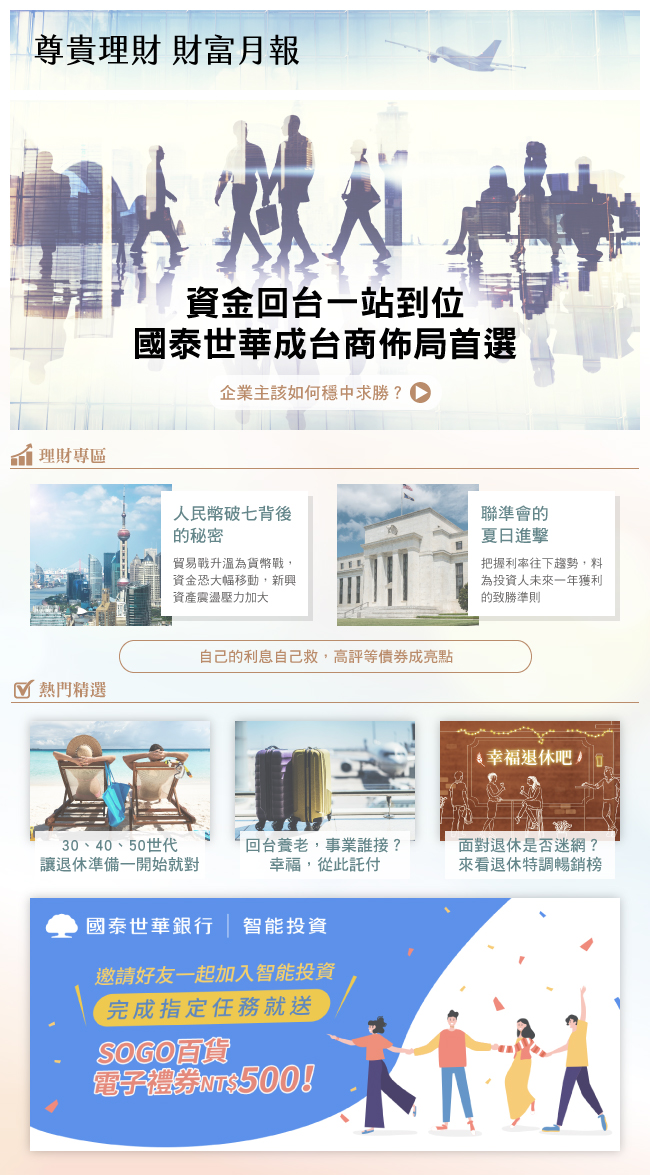 尊貴理財 財富月報
資金回台一站到位
國泰世華成台商佈局首選
企業主該如何穩中求勝？
理財專區
人民幣破七背後
的秘密
貿易戰升溫為貨幣戰，
資金恐大幅移動，新興
資產震盪壓力加大
聯準會的
夏日進擊
把握利率往下趨勢，料
為投資人未來一年獲利
的致勝準則
自己的利息自己救，高評等債券成亮點
熱門精選
30、40、50世代
讓退休準備一開始就對
回台養老，事業誰接？
幸福，從此託付
幸福退休吧
面對退休是否迷網？
來看退休特調暢銷榜
國泰世華銀行｜智能投資
邀請好友一起加入智能投資
完成指定任務就送
SOGO百貨
電子禮券NT$500!